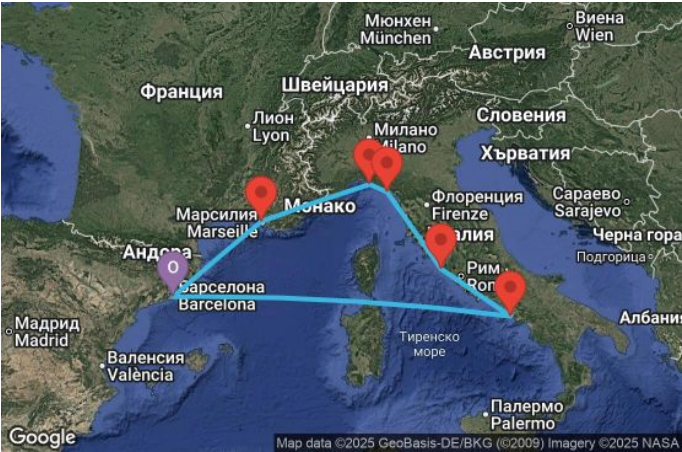 Мюнхен
München
Виена
Wien
Австрия
Швейцария
Франция
Словения
Лион
Lyon
Милано
Milano
Хърватия
Монако
Флоренция
Firenze
Сараево
Sarajevo
Марсилия
Marseille
Черна гора
Андора
Подгорица
Рим
Барселона
Barcelona
Албания
Мадрид
Madrid
Тиренско
море
Валенсия
València
Палермо
Palermo
Google
Map data ©2025 GeoBasis-DE/BKG (©2009) Imagery ©2025 NASA
O